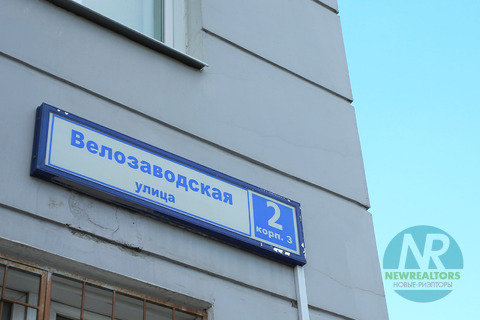 Велозаводская
улица
2
корп. 3
NR
NEWREALTORS
НОВЫЕ-РИЭЛТОРЫ